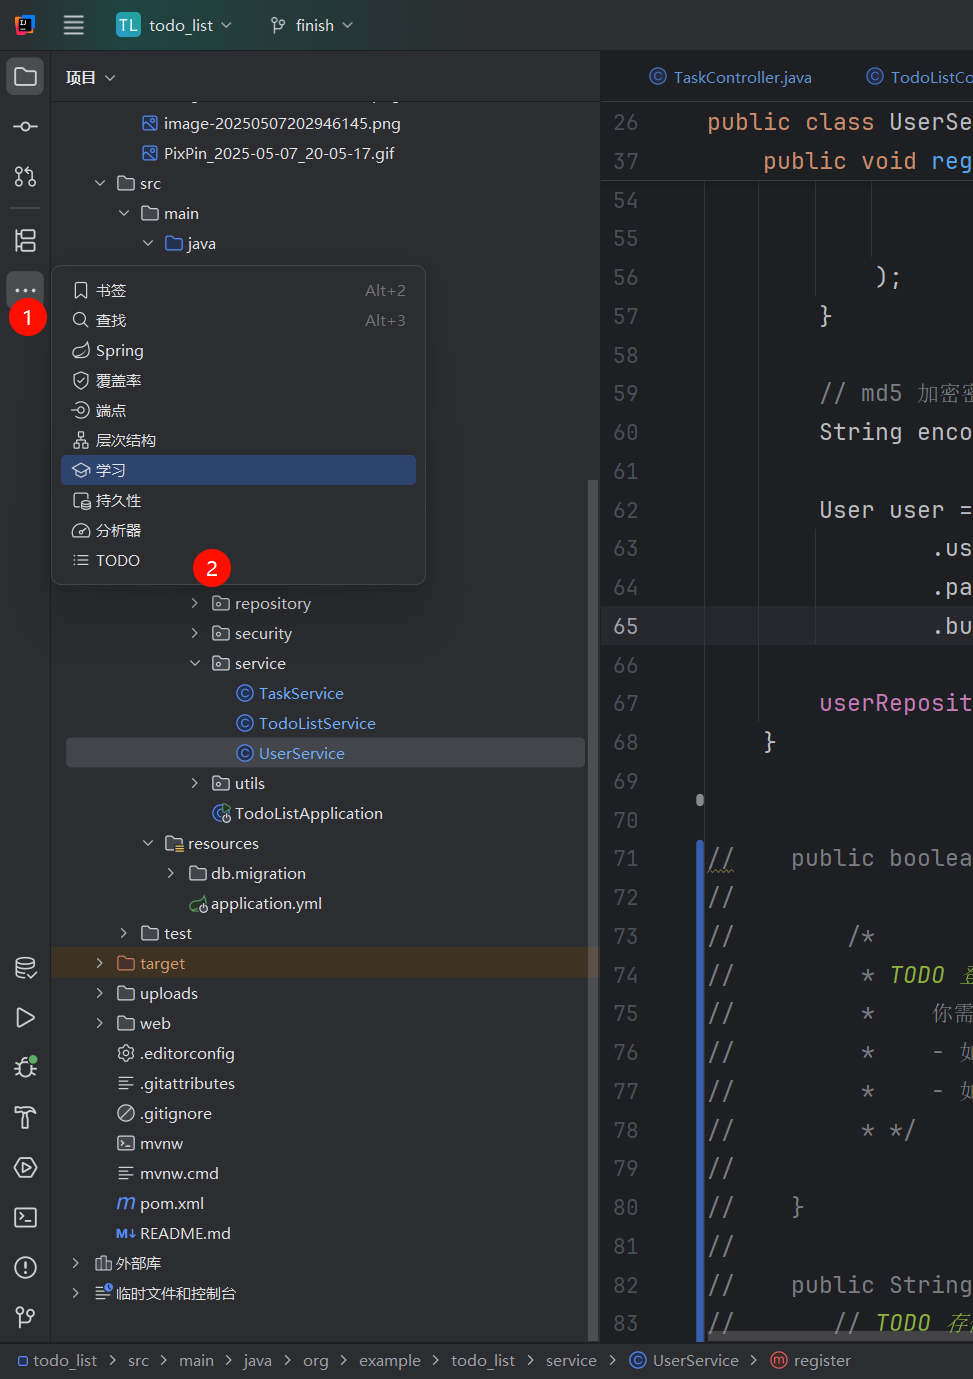 TL todo_list finish
项目
TaskController.java
image-20250507202946145.png
PixPin_2025-05-07_20-05-17.gif
src
main
java
1
书签 Alt+2
查找 Alt+3
Spring
覆盖率
端点
层次结构
学习
持久性
分析器
TODO
2
repository
security
service
TaskService
TodoListService
UserService
utils
TodoListApplication
resources
db.migration
application.yml
test
target
uploads
web
.editorconfig
.gitattributes
.gitignore
mvnw
mvnw.cmd
pom.xml
README.md
外部库
临时文件和控制台
TodoListCo
26 public class UserSe
37 public void reg
54
55
56 );
57 }
58
59 // md5 加密密
60 String enco
61
62 User user =
63 .us
64 .pa
65 .bu
66
67 userReposit
68 }
69
70
71 // public boolea
72 //
73 // /*
74 // * TODO 登
75 // * 你需
76 // * - 如
77 // * - 如
78 // * */
79 //
80 // }
81 //
82 // public String
83 // // TODO 存
todo_list > src > main > java > org > example > todo_list > service > UserService > register